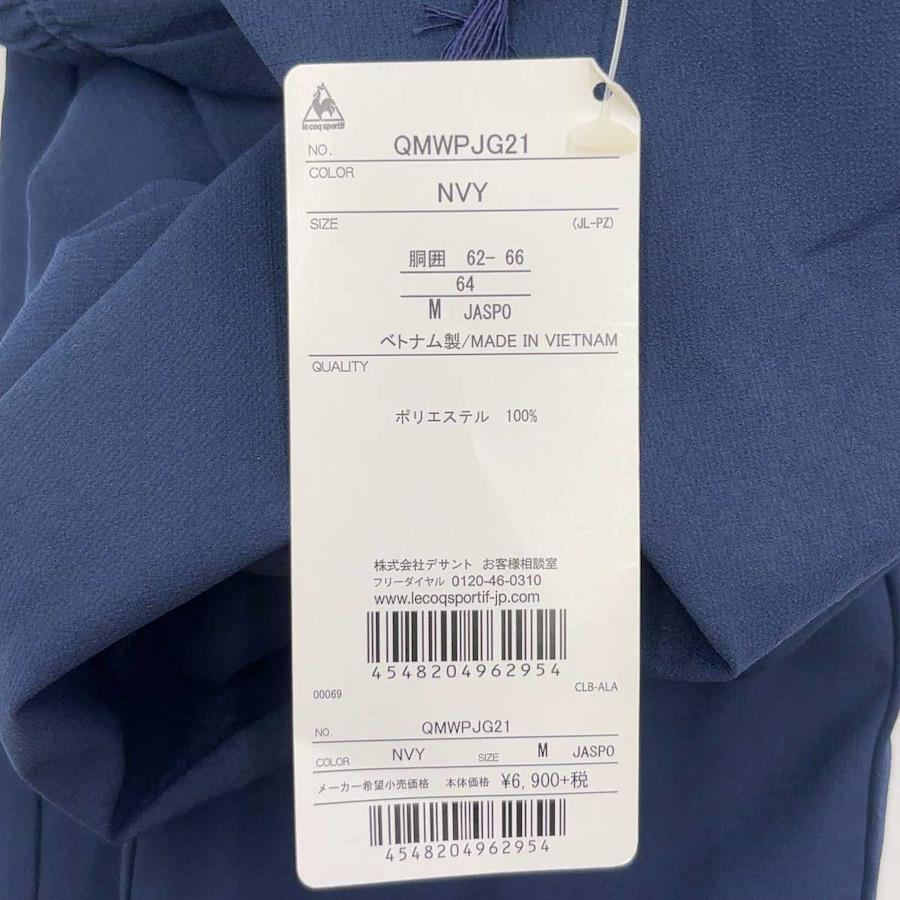 le coq sportif
NO. QMWPJG21
COLOR
NVY
SIZE (JL-PZ)
胴囲 62- 66
64
M JASPO
ベトナム製/MADE IN VIETNAM
QUALITY
ポリエステル 100%
株式会社デサント お客様相談室
フリーダイヤル 0120-46-0310
www.lecoqsportif-jp.com
4548204962954
00069 CLB-ALA
NO. QMWPJG21
COLOR NVY SIZE M JASPO
メーカー希望小売価格 本体価格 ¥6,900+税
4548204962954